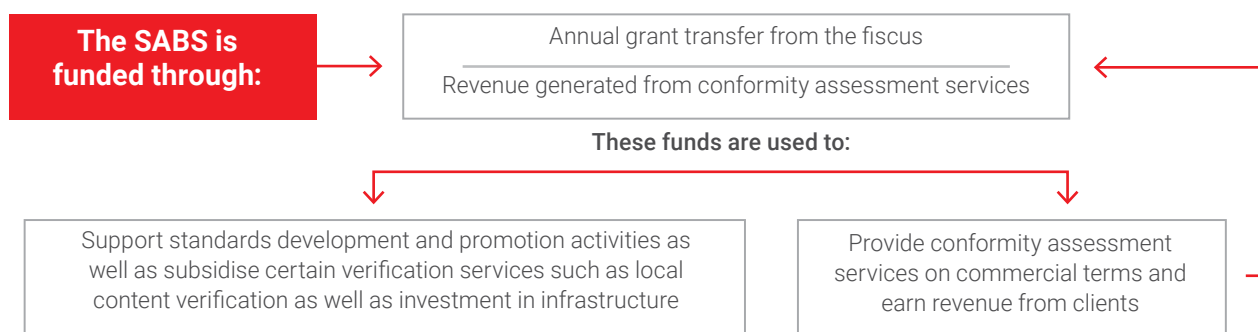 The SABS is
funded through:
Annual grant transfer from the fiscus
Revenue generated from conformity assessment services
These funds are used to:
Support standards development and promotion activities as
well as subsidise certain verification services such as local
content verification as well as investment in infrastructure
Provide conformity assessment
services on commercial terms and
earn revenue from clients